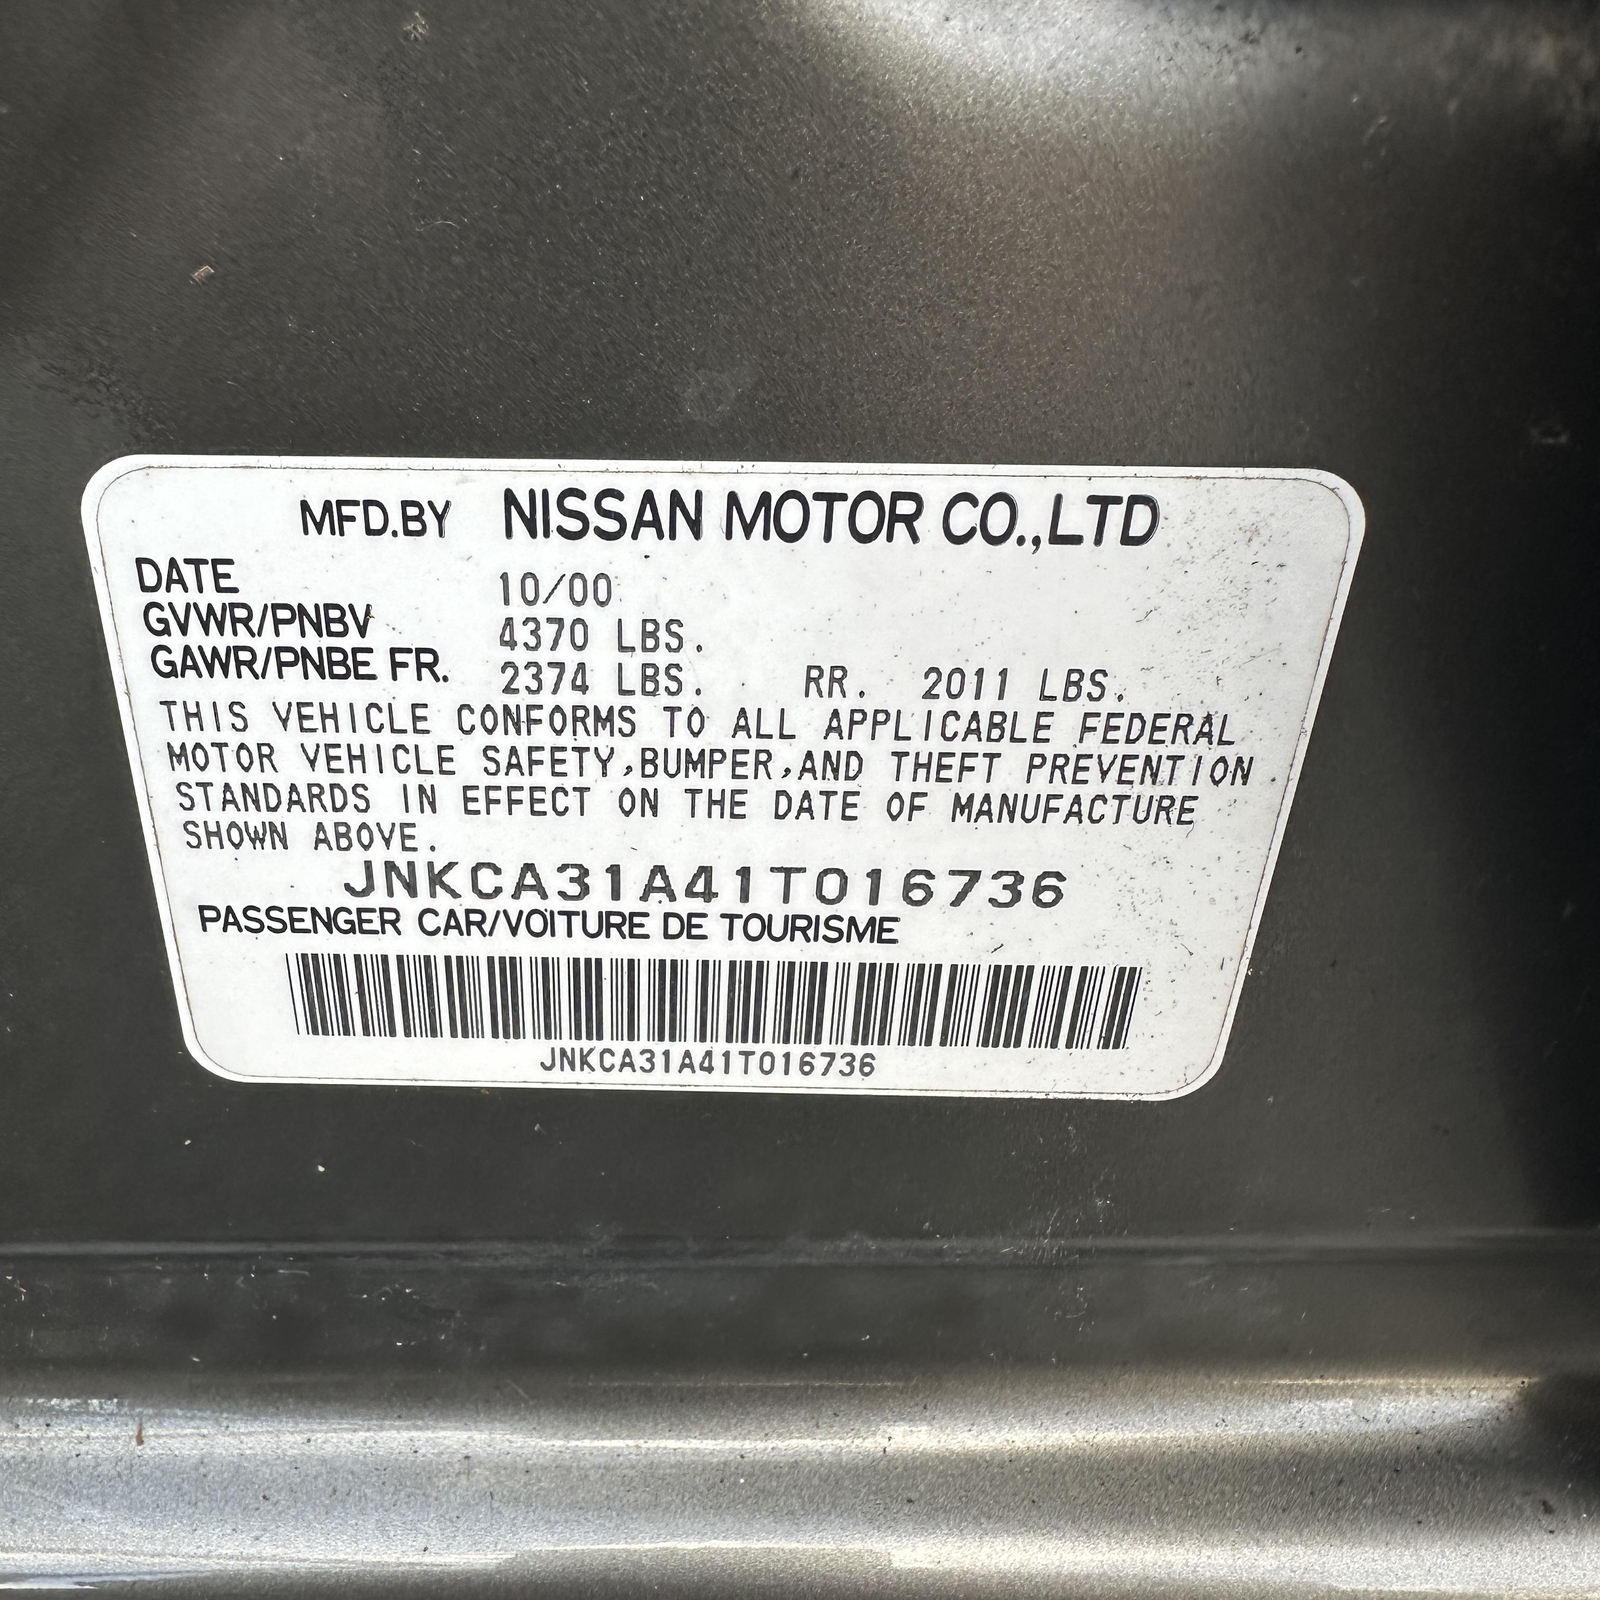 MFD.BY NISSAN MOTOR CO.,LTD
DATE 10/00
GVWR/PNBV 4370 LBS.
GAWR/PNBE FR. 2374 LBS. RR. 2011 LBS.
THIS VEHICLE CONFORMS TO ALL APPLICABLE FEDERAL
MOTOR VEHICLE SAFETY,BUMPER,AND THEFT PREVENTION
STANDARDS IN EFFECT ON THE DATE OF MANUFACTURE
SHOWN ABOVE.
JNKCA31A41T016736
PASSENGER CAR/VOITURE DE TOURISME
JNKCA31A41T016736